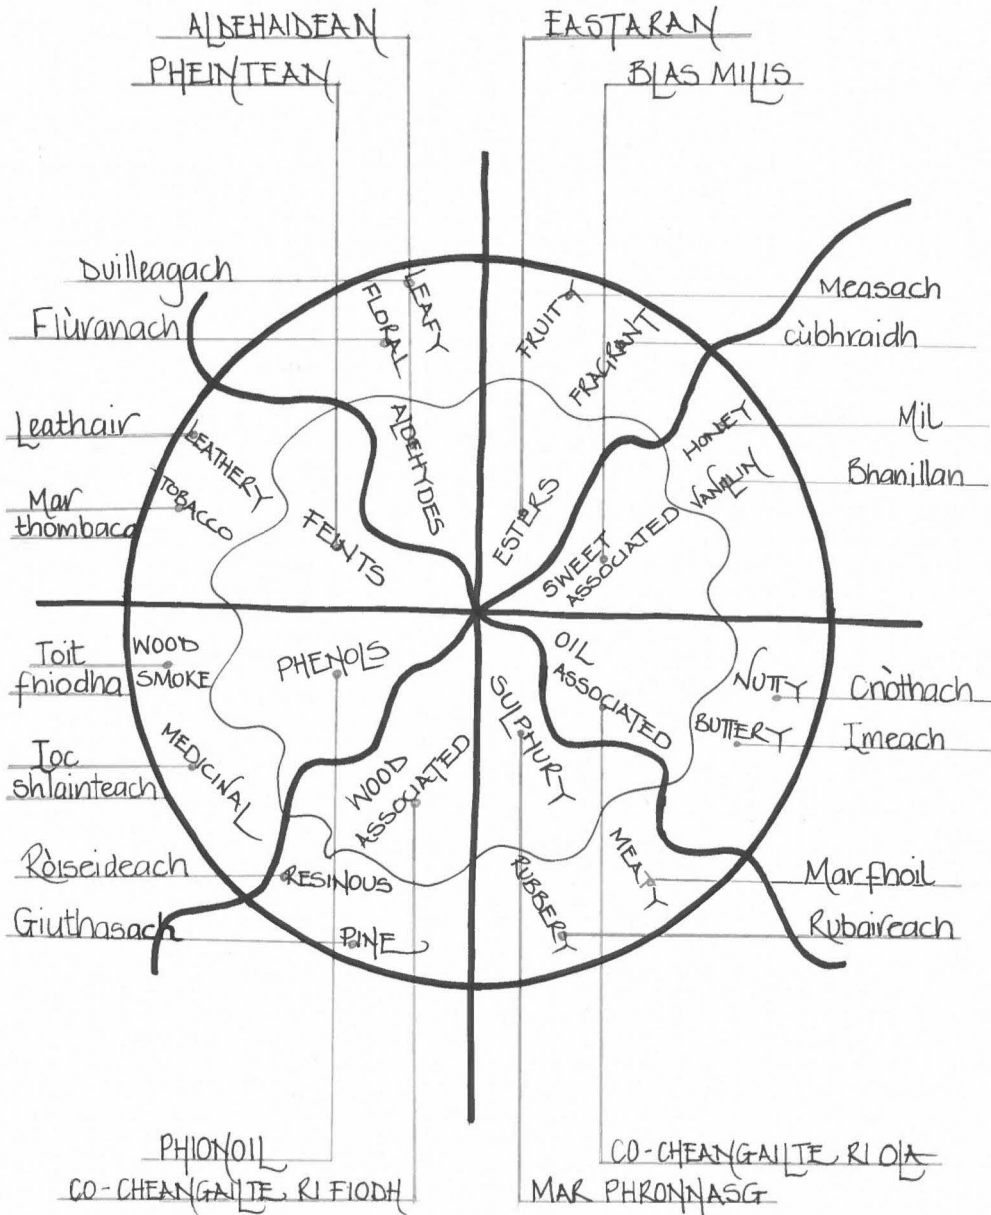 ALDEHAIDEAN
EASTARAN
PHEINTEAN
BLAS MILIS
Duilleagach
Flùranach
Leathair
Mar
thombaca
Toit
fhiodha
Ioc
shlainteach
Ròiseideach
Giuthasach
LEAFY
FLORAL
ALDEHYDES
FRUITY
FRAGRANT
ESTERS
LEATHERY
TOBACCO
FEINTS
HONEY
VANILLIN
SWEET
ASSOCIATED
WOOD
SMOKE
PHENOLS
MEDICINAL
OIL
ASSOCIATED
NUTTY
BUTTERY
SULPHURY
WOOD
ASSOCIATED
RESINOUS
PINE
RUBBERY
MEATY
Measach
cùbhraidh
Mil
Bhanillan
Cnòthach
Imeach
Marfhoil
Rubaireach
PHIONOIL
CO-CHEANGAILTE RI OLA
CO-CHEANGAILTE RI FIODH
MAR PHRONNASG